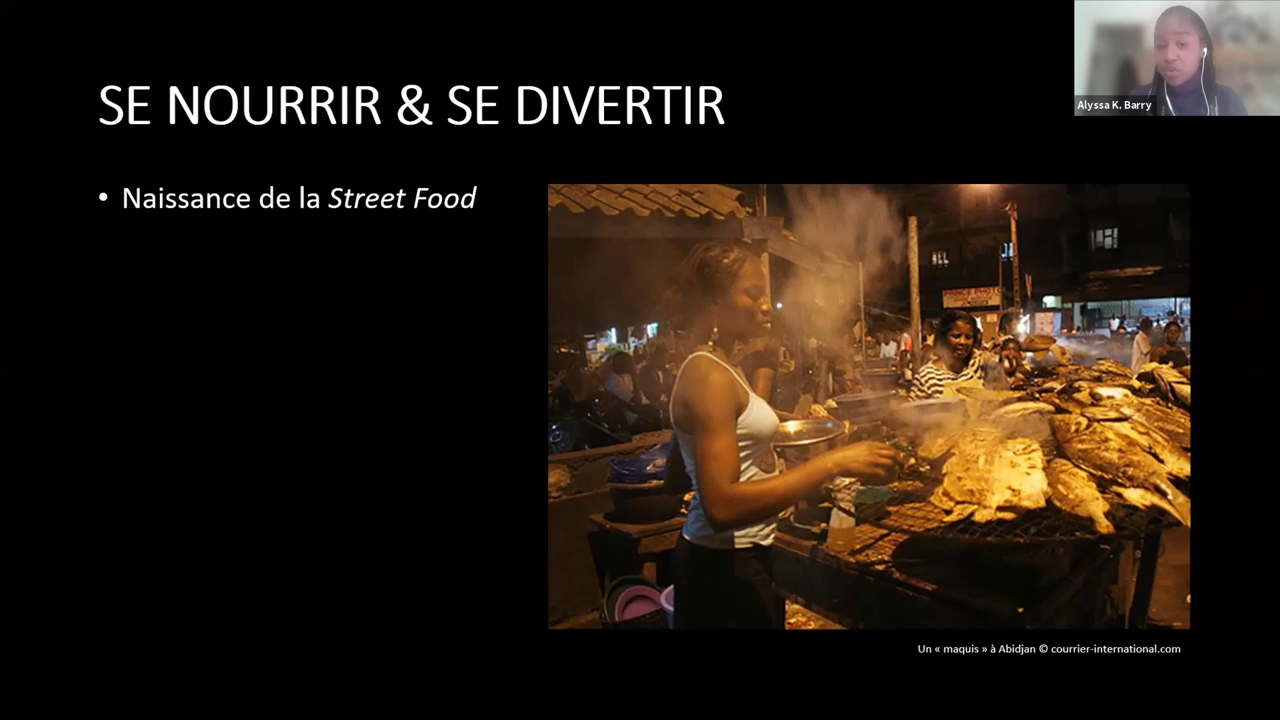 SE NOURRIR & SE DIVERTIR
Alyssa K. Barry
• Naissance de la Street Food
Un « maquis » à Abidjan © courrier-international.com